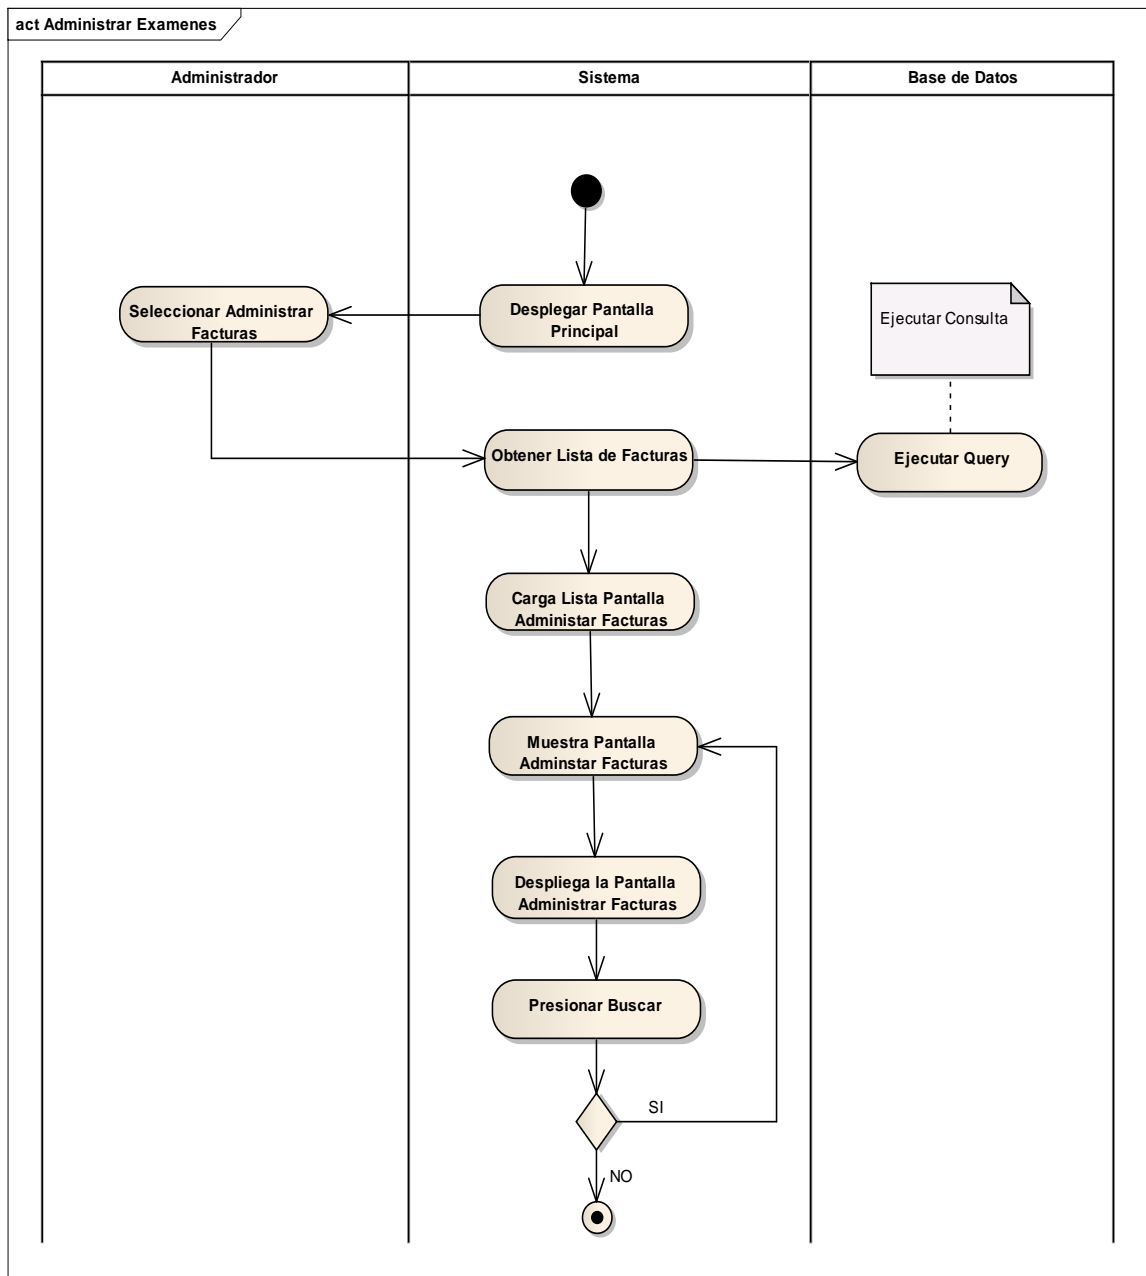 act Administrar Examenes
Administrador
Sistema
Base de Datos
Seleccionar Administrar
Facturas
Desplegar Pantalla
Principal
Ejecutar Consulta
Obtener Lista de Facturas
Ejecutar Query
Carga Lista Pantalla
Administar Facturas
Muestra Pantalla
Adminstar Facturas
Despliega la Pantalla
Administrar Facturas
Presionar Buscar
SI
NO